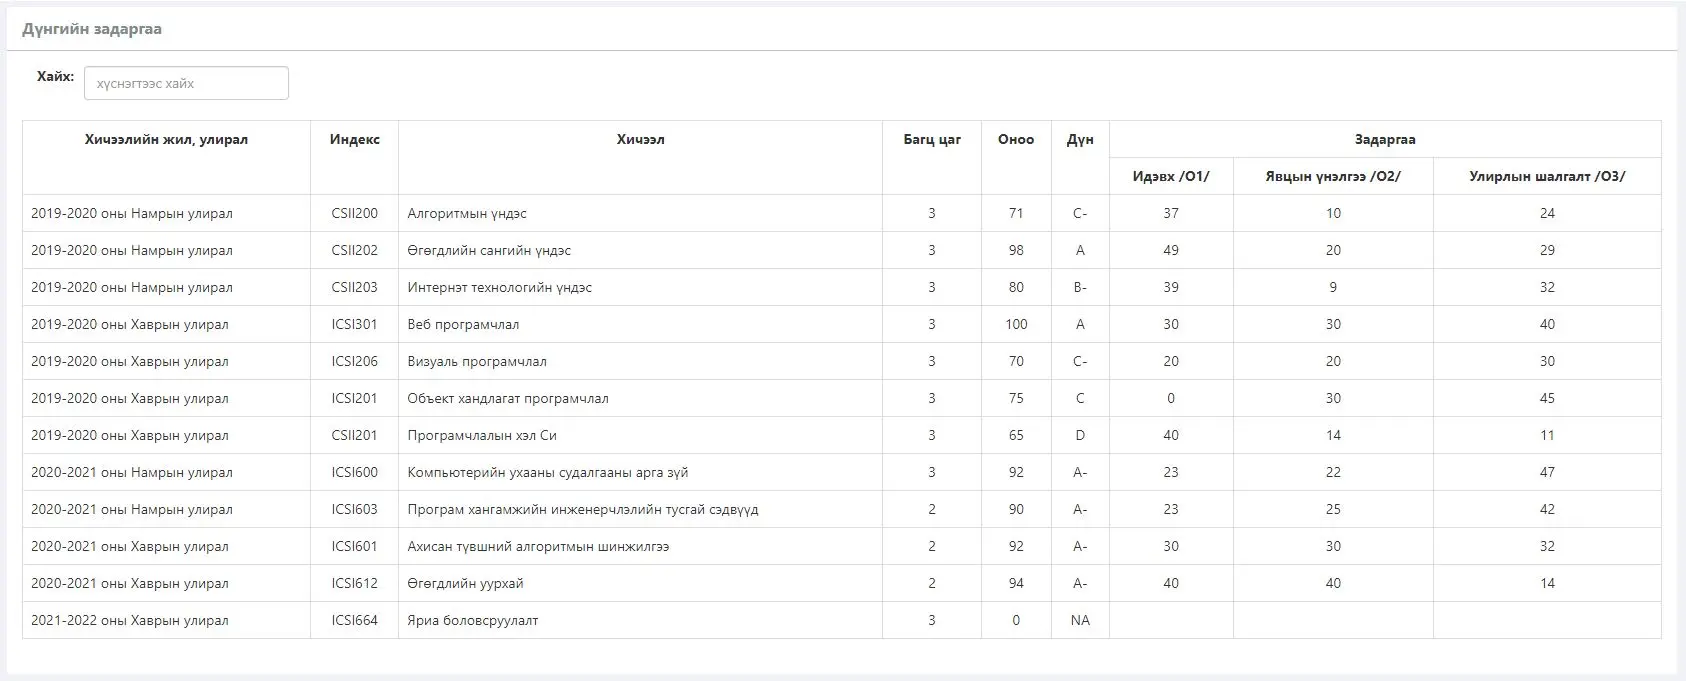 Дүнгийн задаргаа
Хайх: хүснэгтээс хайх
Хичээлийн жил, улирал Индекс Хичээл Багц цаг Оноо Дүн Задаргаа
Идэвх /О1/ Явцын үнэлгээ /О2/ Улирлын шалгалт /О3/
2019-2020 оны Намрын улирал CSII200 Алгоритмын үндэс 3 71 C- 37 10 24
2019-2020 оны Намрын улирал CSII202 Өгөгдлийн сангийн үндэс 3 98 A 49 20 29
2019-2020 оны Намрын улирал CSII203 Интернэт технологийн үндэс 3 80 B- 39 9 32
2019-2020 оны Хаврын улирал ICSI301 Веб програмчлал 3 100 A 30 30 40
2019-2020 оны Хаврын улирал ICSI206 Визуаль програмчлал 3 70 C- 20 20 30
2019-2020 оны Хаврын улирал ICSI201 Объект хандлагат програмчлал 3 75 C 0 30 45
2019-2020 оны Хаврын улирал CSII201 Програмчлалын хэл Си 3 65 D 40 14 11
2020-2021 оны Намрын улирал ICSI600 Компьютерийн ухааны судалгааны арга зүй 3 92 A- 23 22 47
2020-2021 оны Намрын улирал ICSI603 Програм хангамжийн инженерчлэлийн тусгай сэдвүүд 2 90 A- 23 25 42
2020-2021 оны Хаврын улирал ICSI601 Ахисан түвшний алгоритмын шинжилгээ 2 92 A- 30 30 32
2020-2021 оны Хаврын улирал ICSI612 Өгөгдлийн уурхай 2 94 A- 40 40 14
2021-2022 оны Хаврын улирал ICSI664 Яриа боловсруулалт 3 0 NA